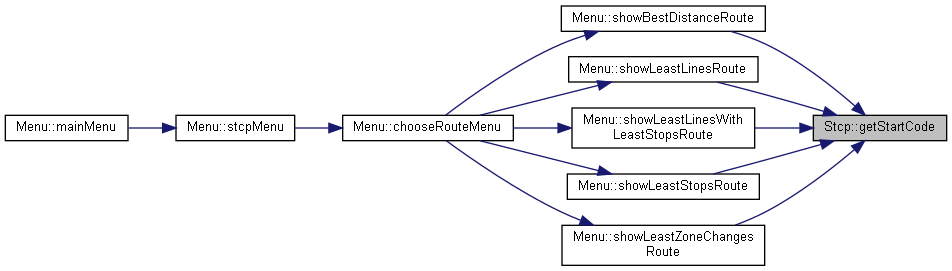 Menu::mainMenu
Menu::stcpMenu
Menu::chooseRouteMenu
Menu::showBestDistanceRoute
Menu::showLeastLinesRoute
Menu::showLeastLinesWith
LeastStopsRoute
Menu::showLeastStopsRoute
Menu::showLeastZoneChanges
Route
Stcp::getStartCode